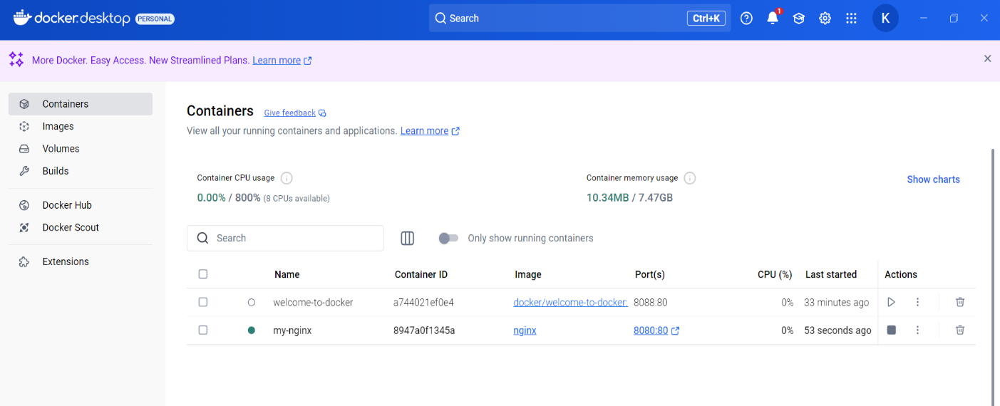 docker.desktop PERSONAL Search Ctrl+K 1 K
More Docker. Easy Access. New Streamlined Plans. Learn more
Containers
Images
Volumes
Builds
Docker Hub
Docker Scout
Extensions
Containers Give feedback
View all your running containers and applications. Learn more
Container CPU usage
0.00% / 800% (8 CPUs available)
Container memory usage
10.34MB / 7.47GB
Show charts
Search Only show running containers
Name Container ID Image Port(s) CPU (%) Last started Actions
welcome-to-docker a744021ef0e4 docker/welcome-to-docker: 8088:80 0% 33 minutes ago
my-nginx 8947a0f1345a nginx 8080:80 0% 53 seconds ago